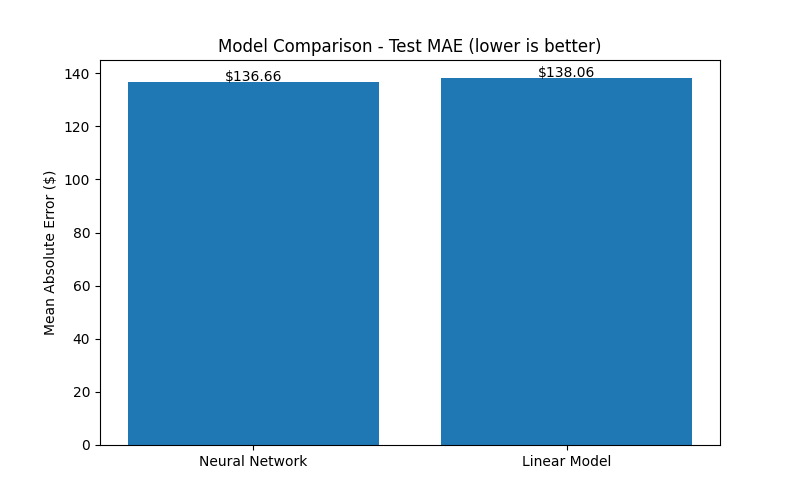 Model Comparison - Test MAE (lower is better)
Mean Absolute Error ($)
140
120
100
80
60
40
20
0
$136.66
$138.06
Neural Network
Linear Model